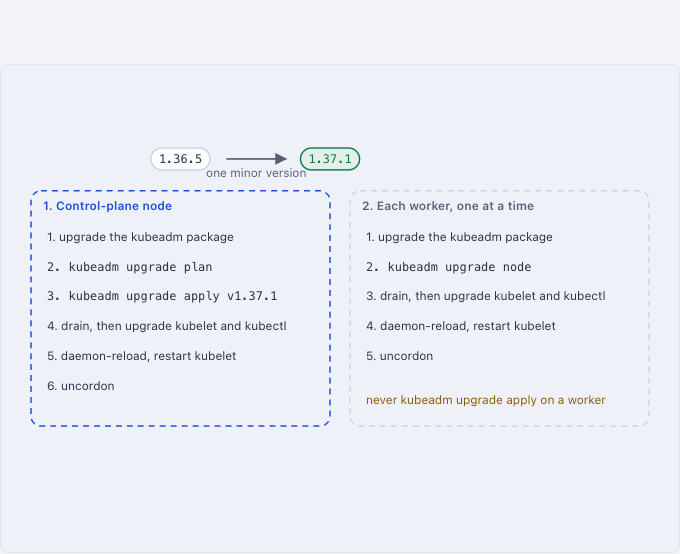 1.36.5
1.37.1
one minor version
1. Control-plane node
1. upgrade the kubeadm package
2. kubeadm upgrade plan
3. kubeadm upgrade apply v1.37.1
4. drain, then upgrade kubelet and kubectl
5. daemon-reload, restart kubelet
6. uncordon
2. Each worker, one at a time
1. upgrade the kubeadm package
2. kubeadm upgrade node
3. drain, then upgrade kubelet and kubectl
4. daemon-reload, restart kubelet
5. uncordon
never kubeadm upgrade apply on a worker